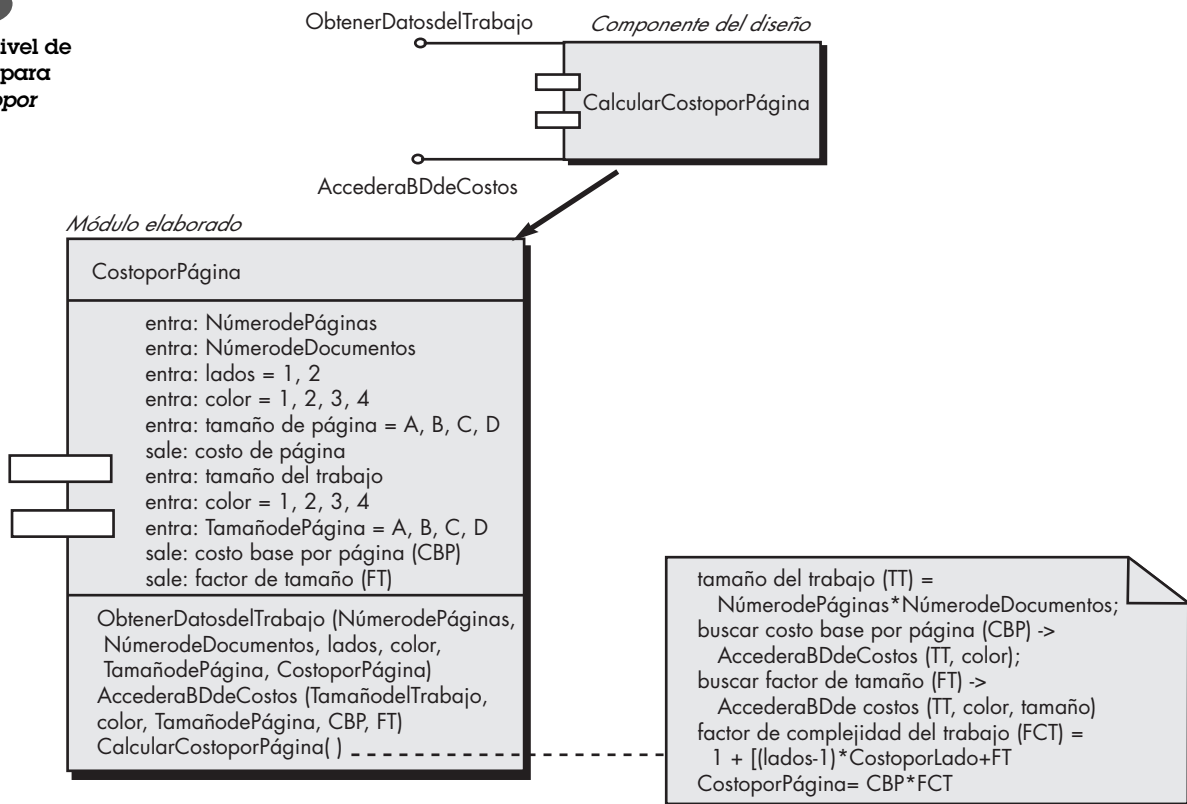 ivel de
para
por
ObtenerDatosdelTrabajo
Componente del diseño
CalcularCostoporPágina
AccederaBDdeCostos
Módulo elaborado
CostoporPágina
entra: NúmerodePáginas
entra: NúmerodeDocumentos
entra: lados = 1, 2
entra: color = 1, 2, 3, 4
entra: tamaño de página = A, B, C, D
sale: costo de página
entra: tamaño del trabajo
entra: color = 1, 2, 3, 4
entra: TamañodePágina = A, B, C, D
sale: costo base por página (CBP)
sale: factor de tamaño (FT)
ObtenerDatosdelTrabajo (NúmerodePáginas,
NúmerodeDocumentos, lados, color,
TamañodePágina, CostoporPágina)
AccederaBDdeCostos (TamañodelTrabajo,
color, TamañodePágina, CBP, FT)
CalcularCostoporPágina( )
tamaño del trabajo (TT) =
NúmerodePáginas*NúmerodeDocumentos;
buscar costo base por página (CBP) ->
AccederaBDdeCostos (TT, color);
buscar factor de tamaño (FT) ->
AccederaBDde costos (TT, color, tamaño)
factor de complejidad del trabajo (FCT) =
1 + [(lados-1)*CostoporLado+FT
CostoporPágina= CBP*FCT